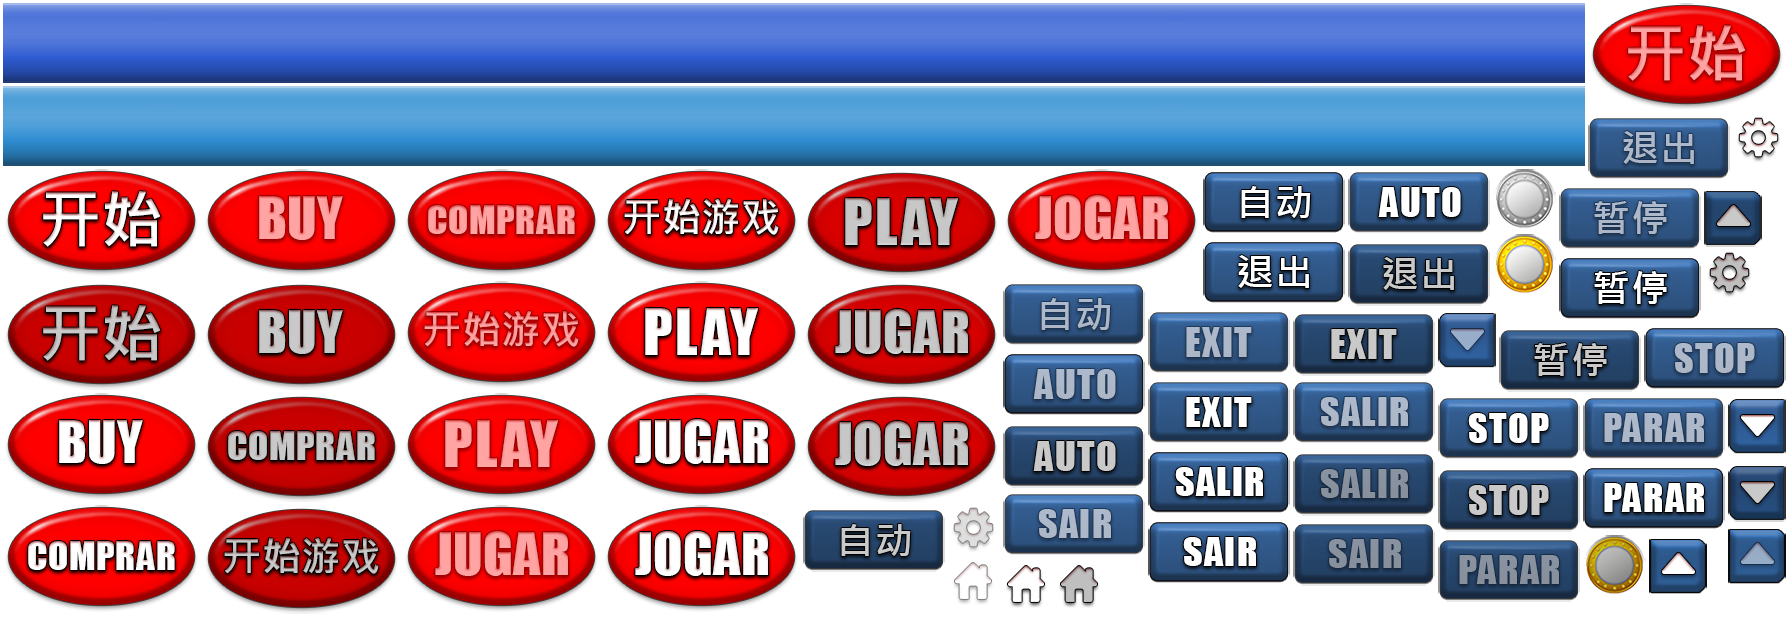 开始
退出
开始 BUY COMPRAR 开始游戏 PLAY JOGAR 自动 AUTO 暂停
退出 退出 暂停
开始 BUY 开始游戏 PLAY JUGAR 自动 EXIT EXIT 暂停 STOP
AUTO EXIT SALIR STOP PARAR
BUY COMPRAR PLAY JUGAR JOGAR AUTO SALIR SALIR STOP PARAR
COMPRAR 开始游戏 JUGAR JOGAR 自动 SAIR SAIR SAIR PARAR